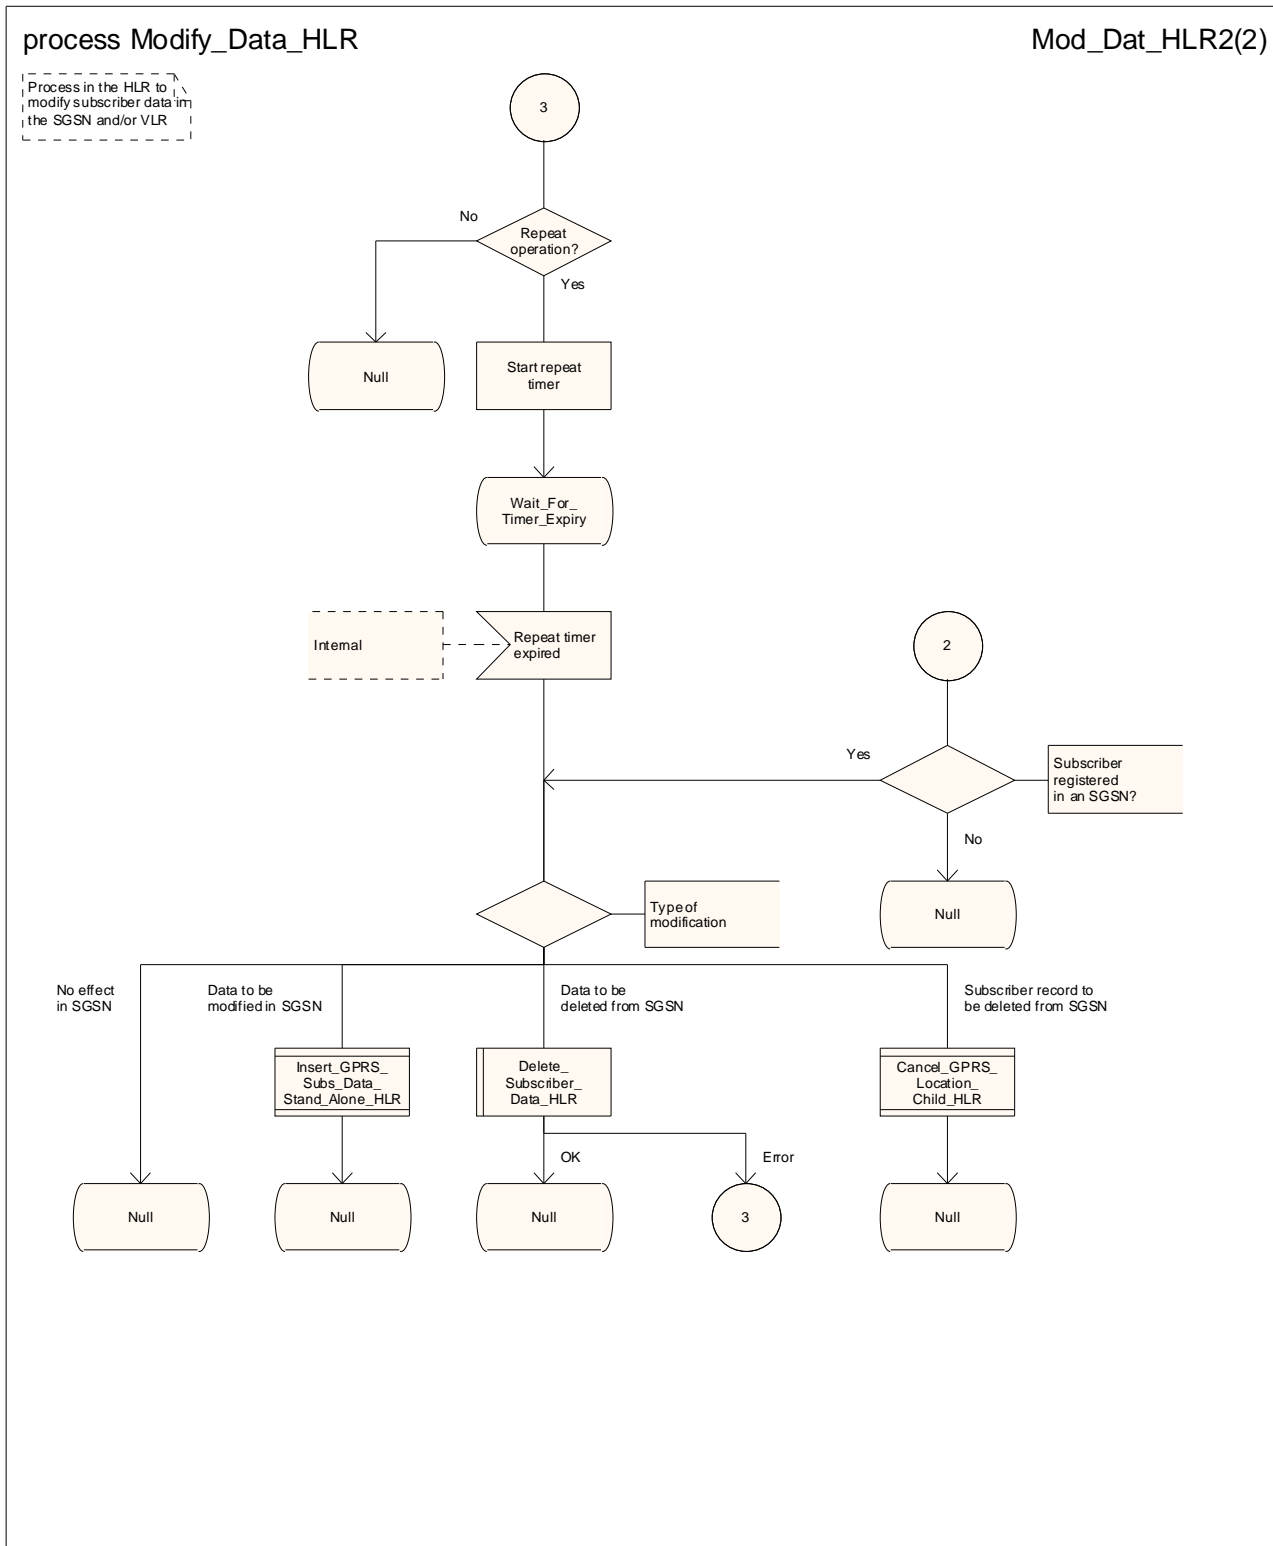 process Modify_Data_HLR
Mod_Dat_HLR2(2)
Process in the HLR to
modify subscriber data in
the SGSN and/or VLR
3
No
Repeat
operation?
Yes
Null
Start repeat
timer
Wait_For_
Timer_Expiry
Internal
Repeat timer
expired
2
Yes
Subscriber
registered
in an SGSN?
No
Null
Type of
modification
No effect
in SGSN
Data to be
modified in SGSN
Data to be
deleted from SGSN
Subscriber record to
be deleted from SGSN
Insert_GPRS_
Subs_Data_
Stand_Alone_HLR
Delete_
Subscriber_
Data_HLR
Cancel_GPRS_
Location_
Child_HLR
OK
Error
Null
Null
Null
3
Null